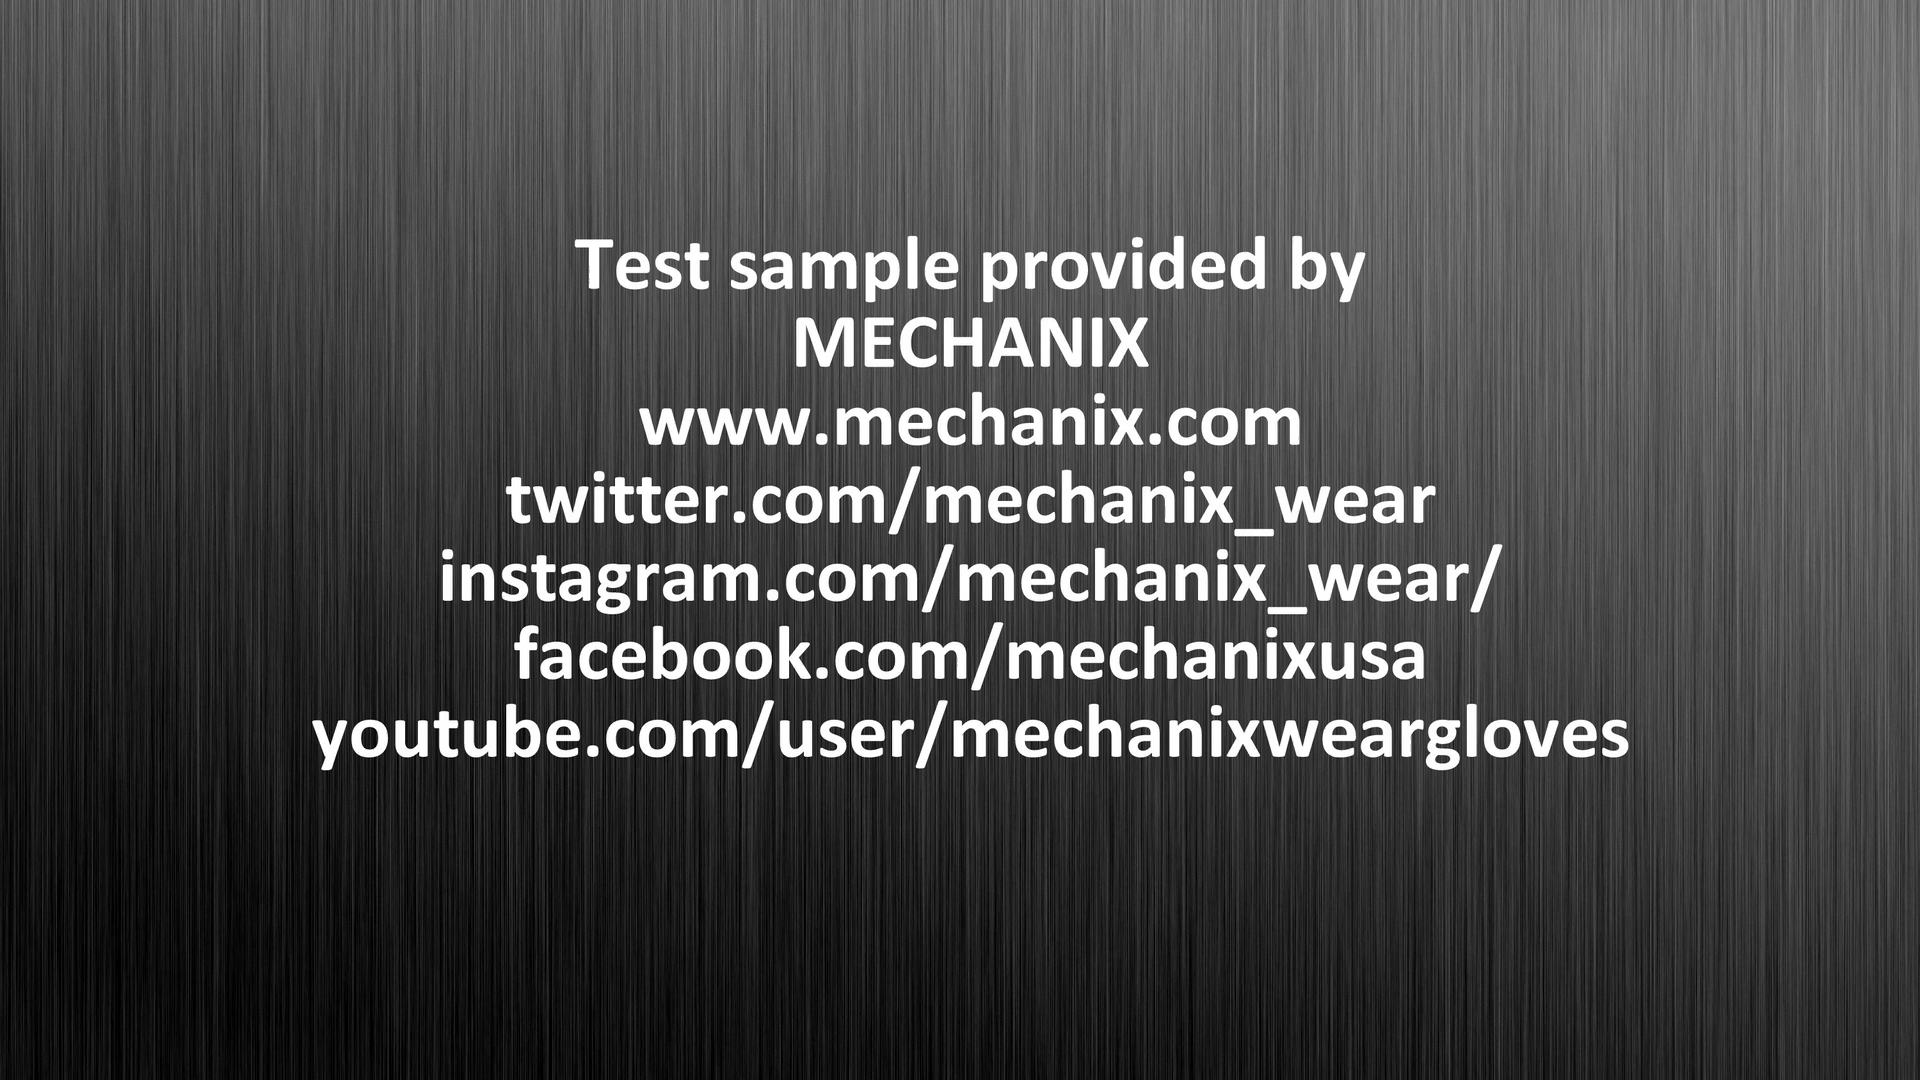 Test sample provided by
MECHANIX
www.mechanix.com
twitter.com/mechanix_wear
instagram.com/mechanix_wear/
facebook.com/mechanixusa
youtube.com/user/mechanixweargloves